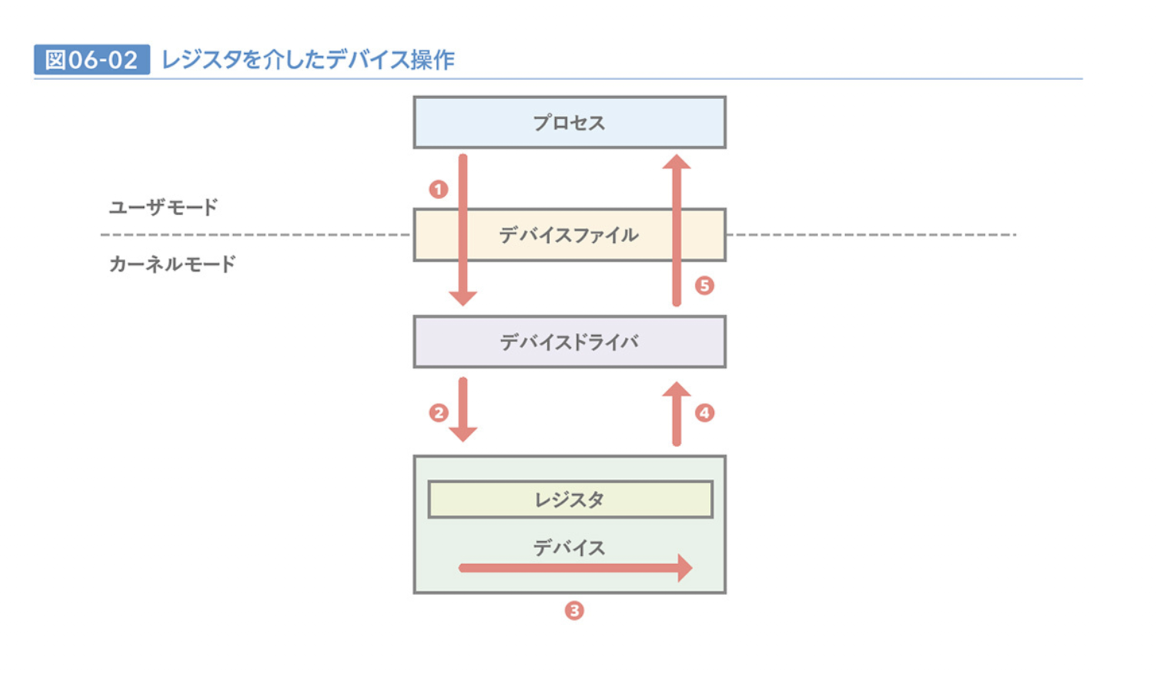 図06-02 レジスタを介したデバイス操作
プロセス
❶
ユーザモード
デバイスファイル
カーネルモード
❺
デバイスドライバ
❷ ❹
レジスタ
デバイス
❸